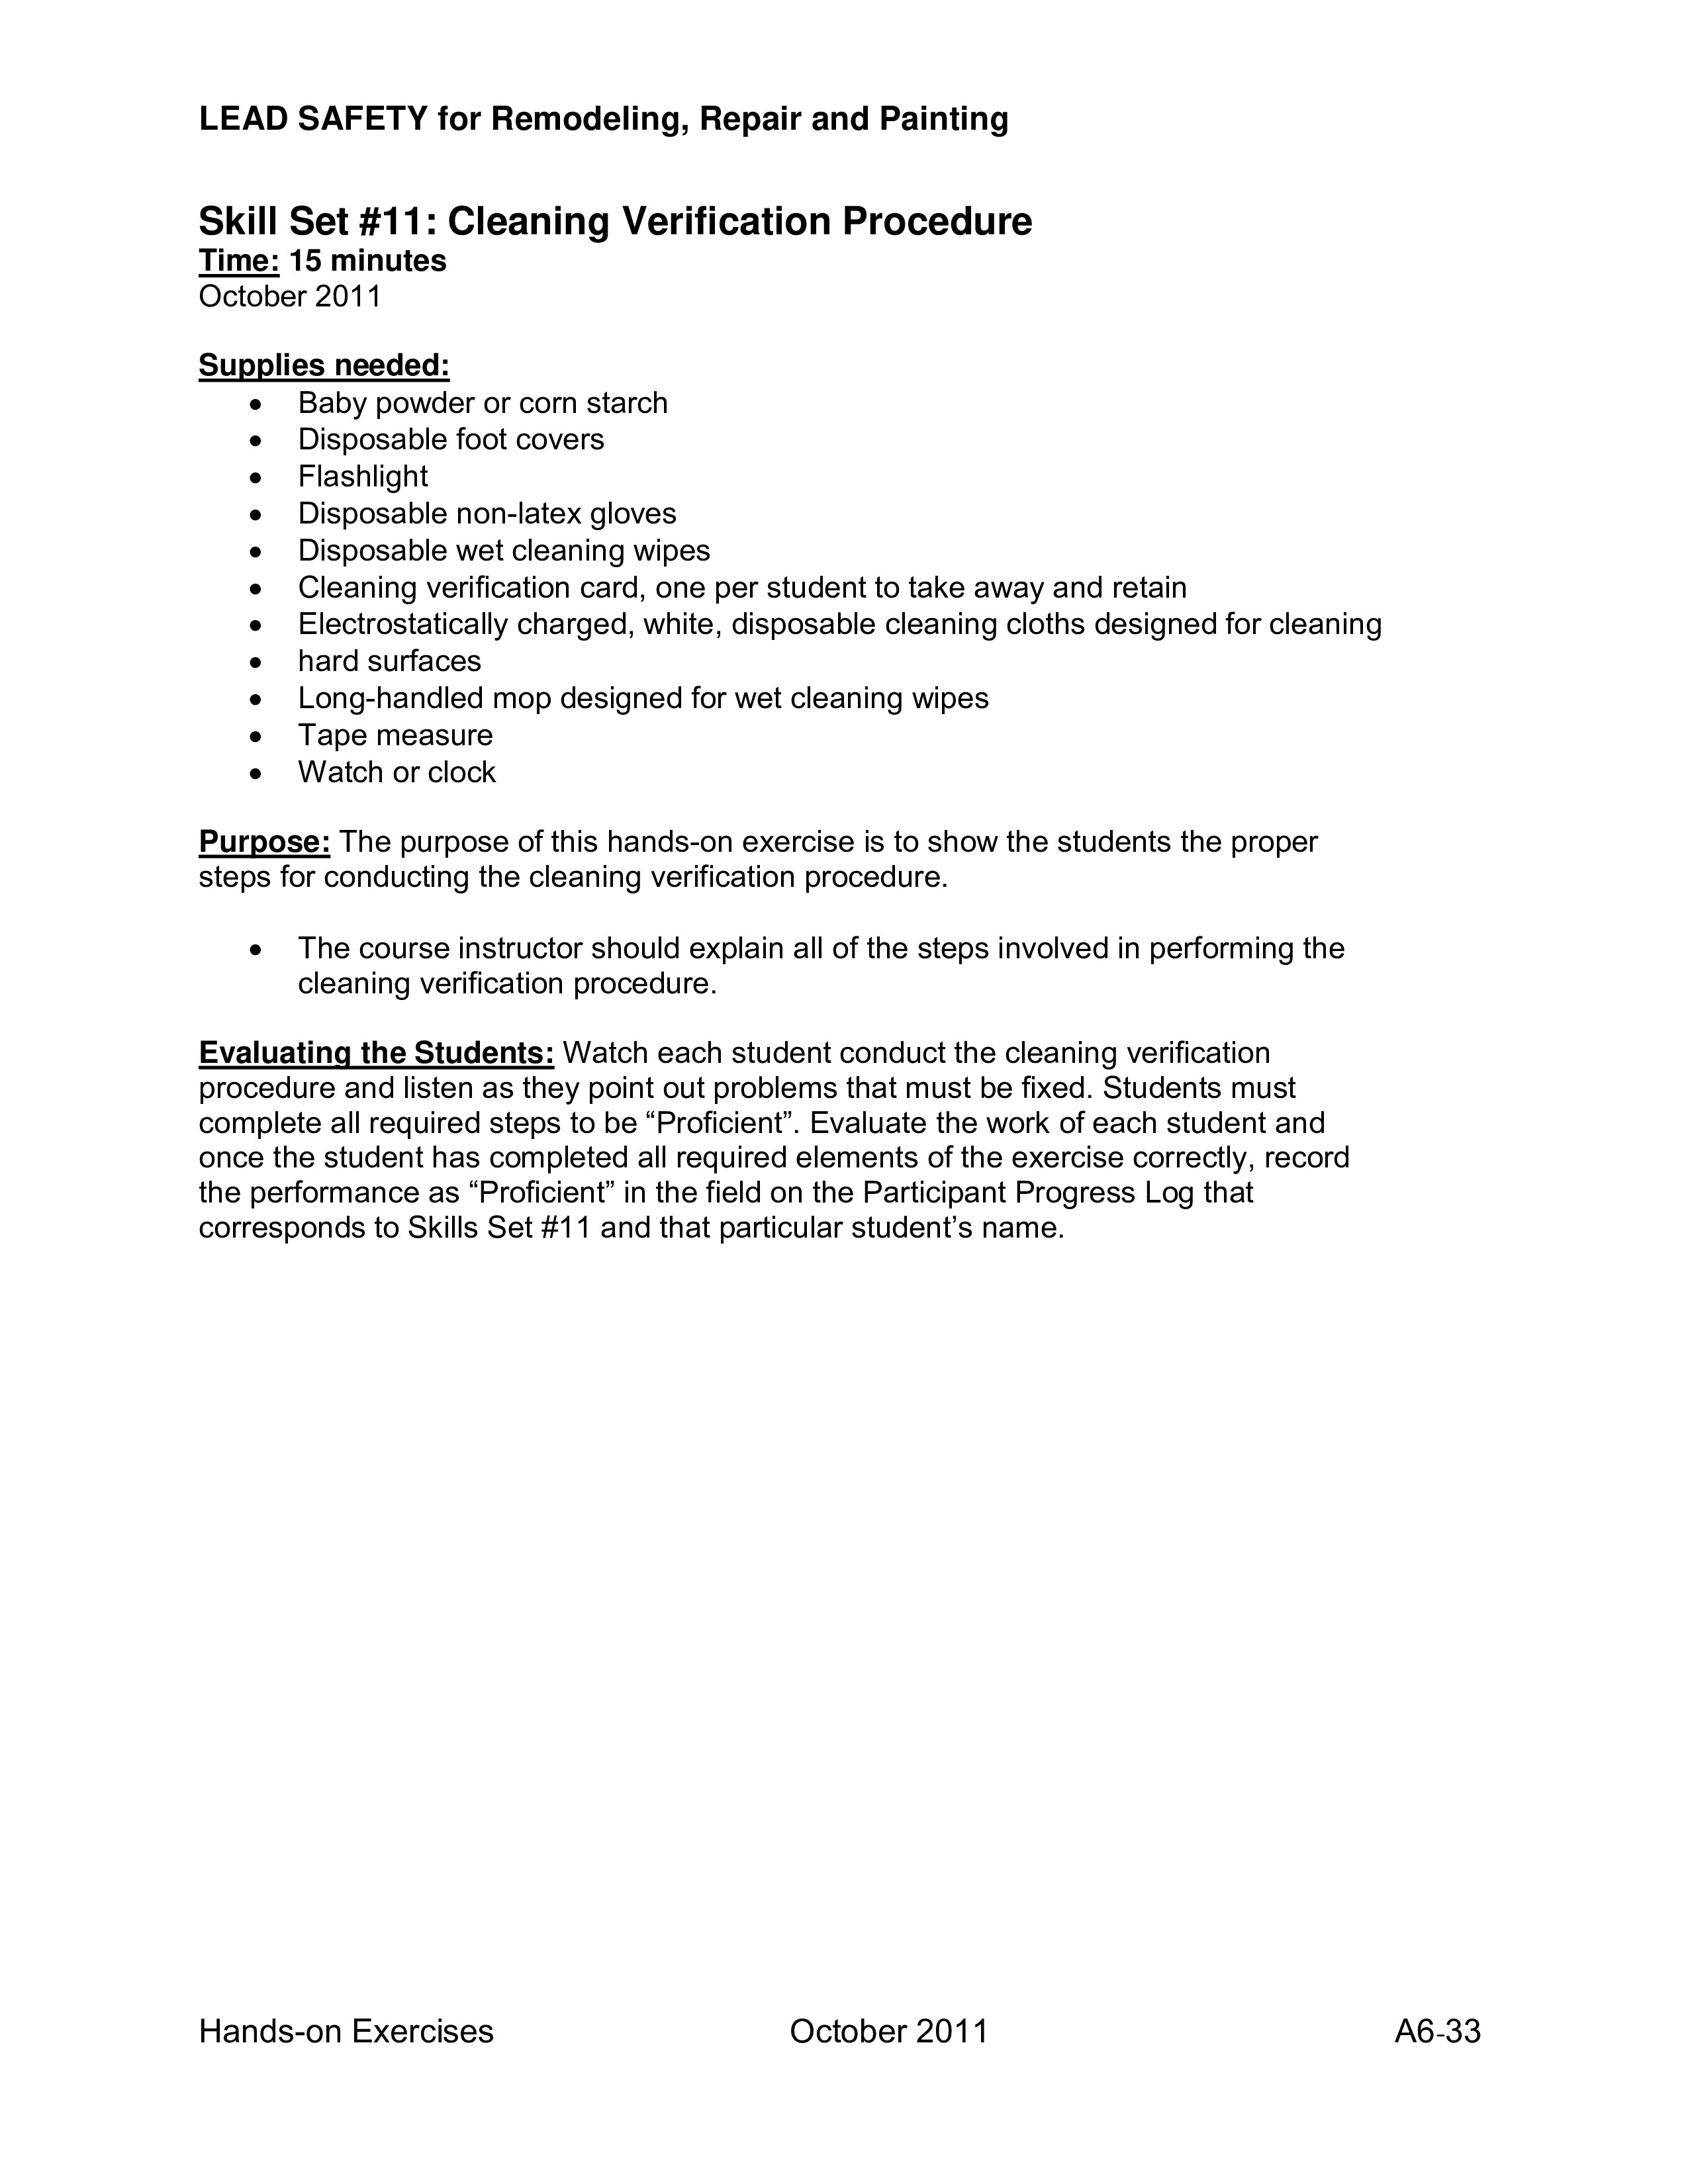 LEAD SAFETY for Remodeling, Repair and Painting
Skill Set #11: Cleaning Verification Procedure
Time: 15 minutes
October 2011
Supplies needed:
• Baby powder or corn starch
• Disposable foot covers
• Flashlight
• Disposable non-latex gloves
• Disposable wet cleaning wipes
• Cleaning verification card, one per student to take away and retain
• Electrostatically charged, white, disposable cleaning cloths designed for cleaning
• hard surfaces
• Long-handled mop designed for wet cleaning wipes
• Tape measure
• Watch or clock
Purpose: The purpose of this hands-on exercise is to show the students the proper
steps for conducting the cleaning verification procedure.
• The course instructor should explain all of the steps involved in performing the
cleaning verification procedure.
Evaluating the Students: Watch each student conduct the cleaning verification
procedure and listen as they point out problems that must be fixed. Students must
complete all required steps to be “Proficient”. Evaluate the work of each student and
once the student has completed all required elements of the exercise correctly, record
the performance as “Proficient” in the field on the Participant Progress Log that
corresponds to Skills Set #11 and that particular student’s name.
Hands-on Exercises October 2011 A6-33